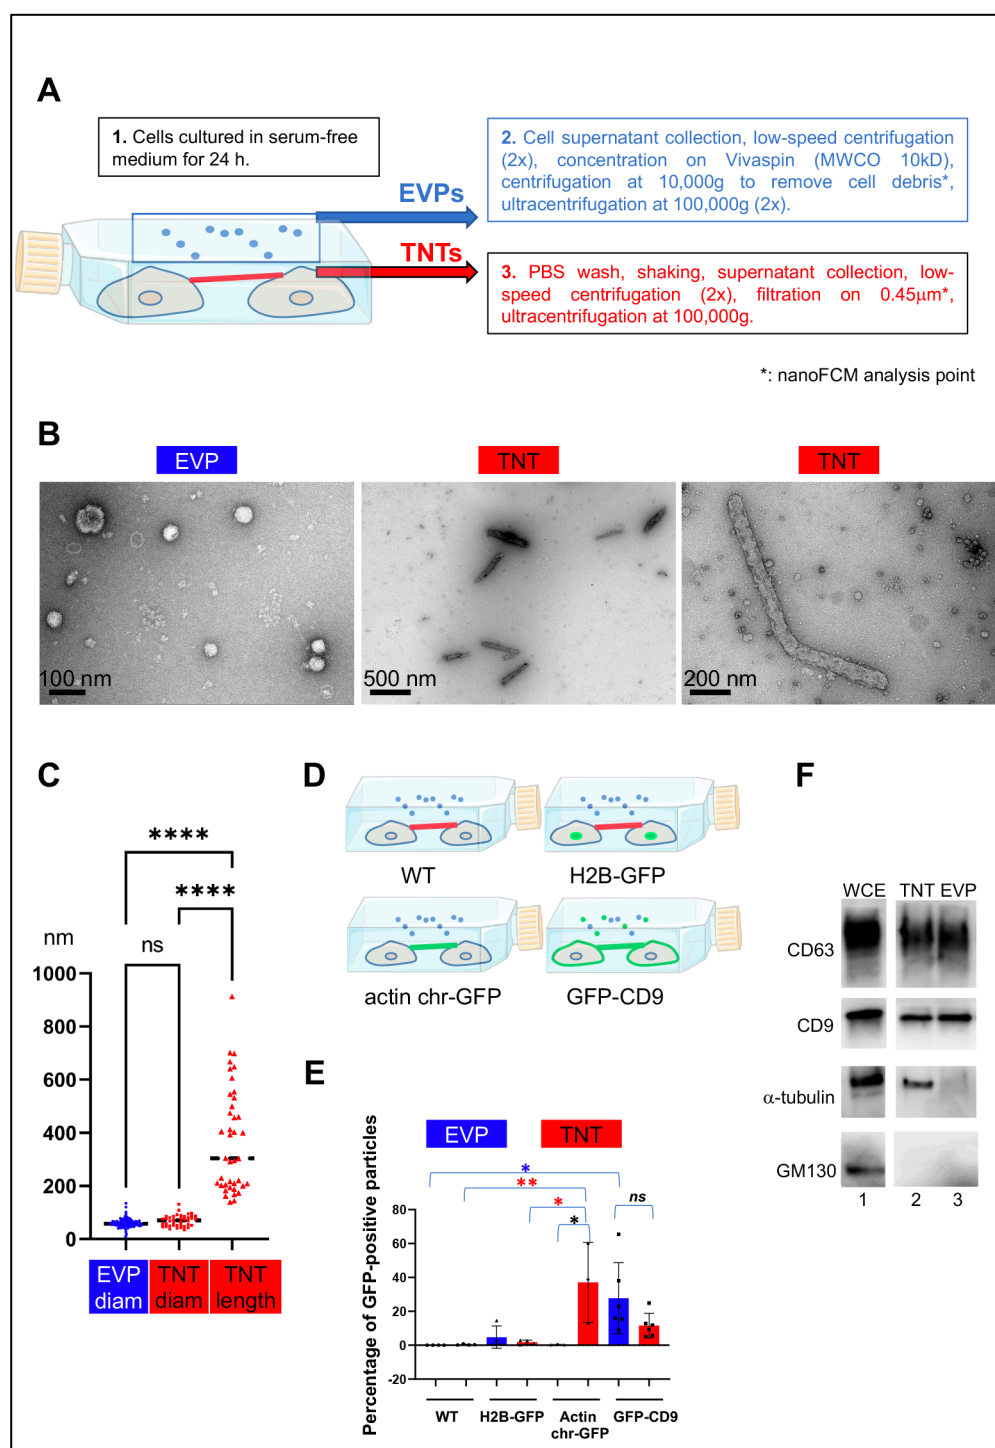 A
1. Cells cultured in serum-free
medium for 24 h.
2. Cell supernatant collection, low-speed centrifugation
(2x), concentration on Vivaspin (MWCO 10kD),
centrifugation at 10,000g to remove cell debris*,
ultracentrifugation at 100,000g (2x).
EVPs
TNTs
3. PBS wash, shaking, supernatant collection, low-
speed centrifugation (2x), filtration on 0.45μm*,
ultracentrifugation at 100,000g.
*: nanoFCM analysis point
B
EVP
TNT
TNT
100 nm
500 nm
200 nm
C
****
****
ns
nm
1000
800
600
400
200
0
EVP
diam
TNT
diam
TNT
length
D
WT
H2B-GFP
actin chr-GFP
GFP-CD9
E
EVP
TNT
*
**
*
*
ns
Percentage of GFP-positive particles
80
60
40
20
0
-20
WT
H2B-GFP
Actin
chr-GFP
GFP-CD9
F
WCE
TNT
EVP
CD63
CD9
α-tubulin
GM130
1
2
3